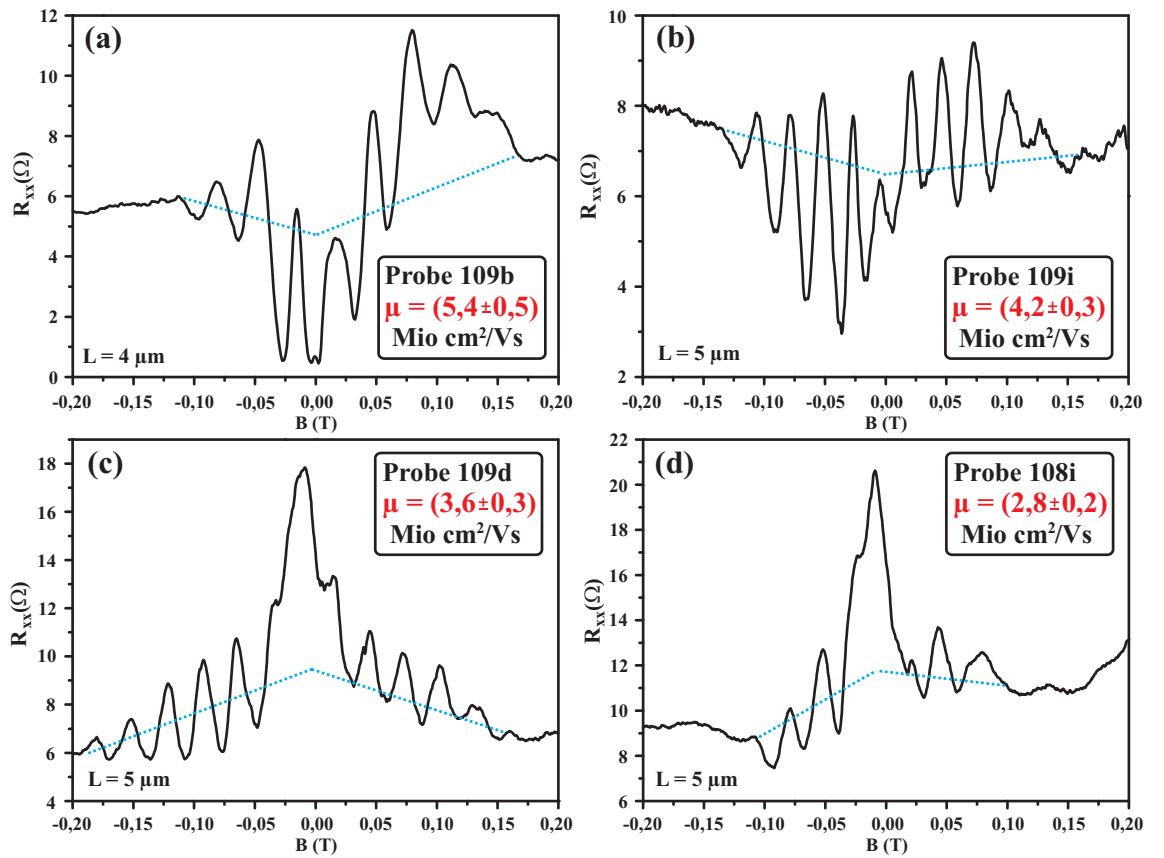 (a)
R_xx(Ω)
12
10
8
6
4
2
0
Probe 109b
μ = (5,4±0,5)
Mio cm²/Vs
L = 4 μm
-0,20 -0,15 -0,10 -0,05 0,00 0,05 0,10 0,15 0,20
B (T)
(b)
R_xx(Ω)
10
8
6
4
2
Probe 109i
μ = (4,2±0,3)
Mio cm²/Vs
L = 5 μm
-0,20 -0,15 -0,10 -0,05 0,00 0,05 0,10 0,15 0,20
B (T)
(c)
R_xx(Ω)
18
16
14
12
10
8
6
4
Probe 109d
μ = (3,6±0,3)
Mio cm²/Vs
L = 5 μm
-0,20 -0,15 -0,10 -0,05 0,00 0,05 0,10 0,15 0,20
B (T)
(d)
R_xx(Ω)
22
20
18
16
14
12
10
8
6
Probe 108i
μ = (2,8±0,2)
Mio cm²/Vs
L = 5 μm
-0,20 -0,15 -0,10 -0,05 0,00 0,05 0,10 0,15 0,20
B (T)